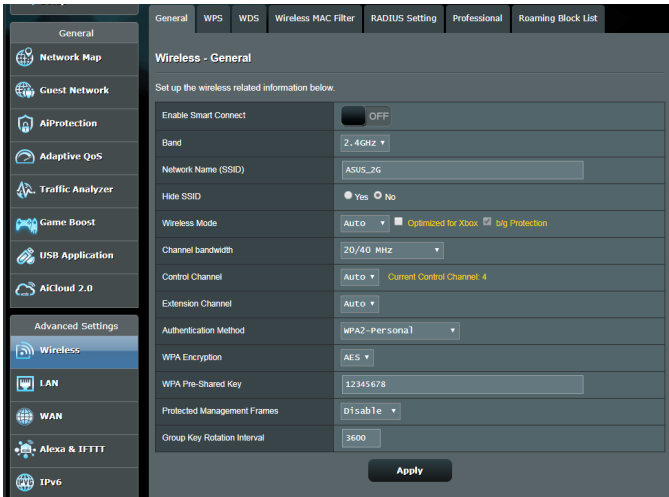 General
Network Map
Guest Network
AiProtection
Adaptive QoS
Traffic Analyzer
Game Boost
USB Application
AiCloud 2.0
Advanced Settings
Wireless
LAN
WAN
Alexa & IFTTT
IPv6
General WPS WDS Wireless MAC Filter RADIUS Setting Professional Roaming Block List
Wireless - General
Set up the wireless related information below.
Enable Smart Connect OFF
Band 2.4GHz
Network Name (SSID) ASUS_2G
Hide SSID Yes No
Wireless Mode Auto Optimized for Xbox b/g Protection
Channel bandwidth 20/40 MHz
Control Channel Auto Current Control Channel: 4
Extension Channel Auto
Authentication Method WPA2-Personal
WPA Encryption AES
WPA Pre-Shared Key 12345678
Protected Management Frames Disable
Group Key Rotation Interval 3600
Apply